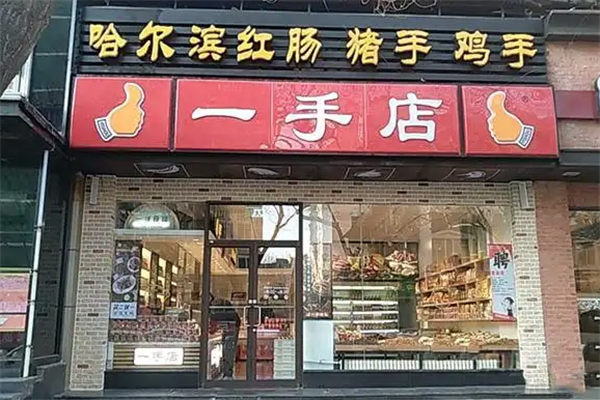 哈尔滨红肠 猪手 鸡手
一手店
聘
一手店